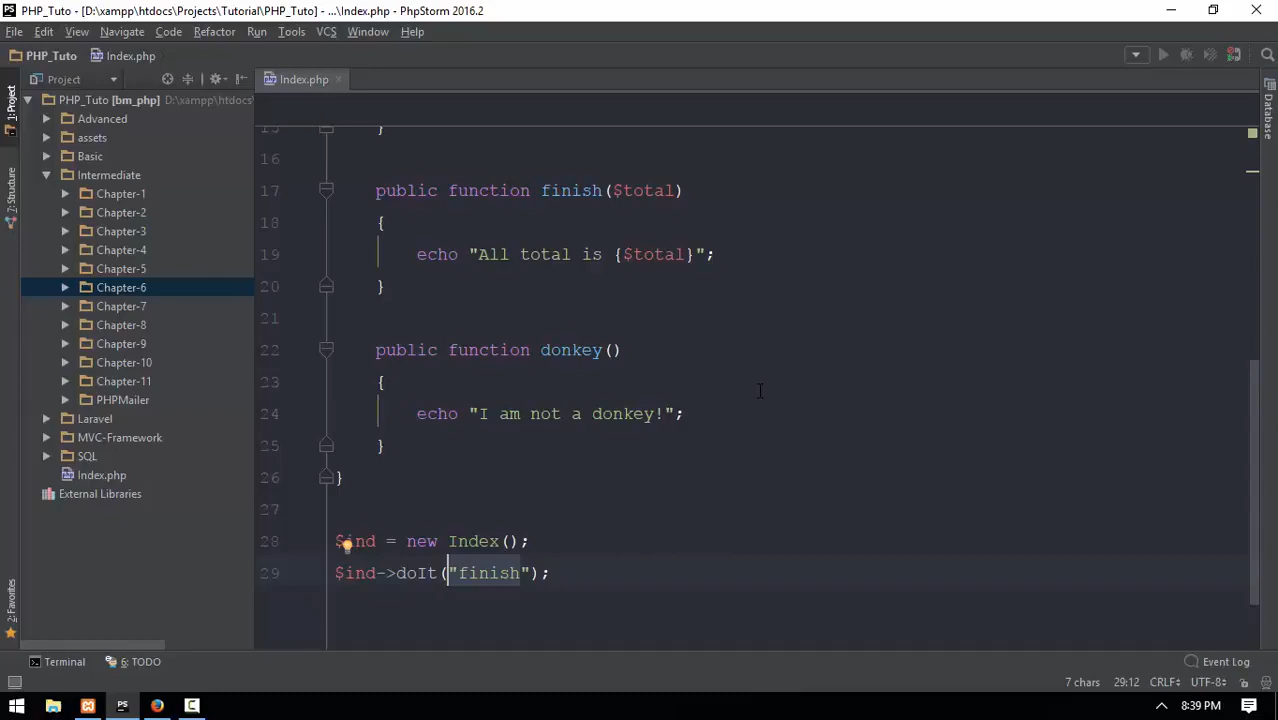 PHP_Tuto - [D:\xampp\htdocs\Projects\Tutorial\PHP_Tuto] - ...\Index.php - PhpStorm 2016.2
File Edit View Navigate Code Refactor Run Tools VCS Window Help
PHP_Tuto Index.php
Project Index.php
1: Project
7: Structure
2: Favorites
Database
PHP_Tuto [bm_php] D:\xampp\htdocs\
Advanced
assets
Basic
Intermediate
Chapter-1
Chapter-2
Chapter-3
Chapter-4
Chapter-5
Chapter-6
Chapter-7
Chapter-8
Chapter-9
Chapter-10
Chapter-11
PHPMailer
Laravel
MVC-Framework
SQL
Index.php
External Libraries
15 }
16
17 public function finish($total)
18 {
19 echo "All total is {$total}";
20 }
21
22 public function donkey()
23 {
24 echo "I am not a donkey!";
25 }
26 }
27
28 $ind = new Index();
29 $ind->doIt("finish");
Terminal 6: TODO Event Log
7 chars 29:12 CRLF÷ UTF-8÷
PS 8:39 PM